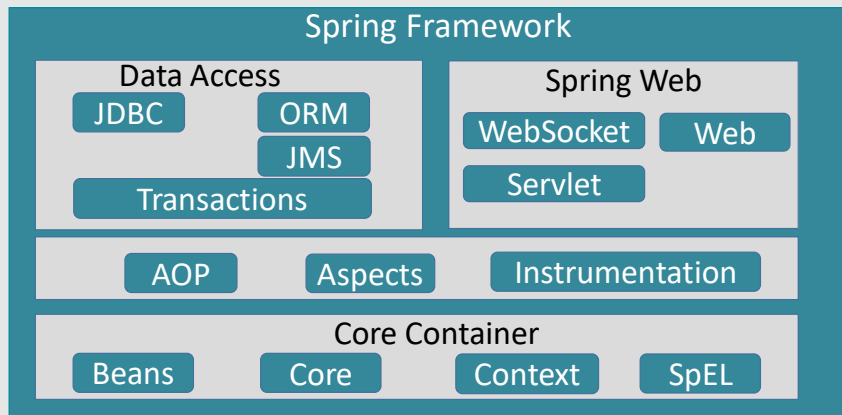 Spring Framework
Data Access
JDBC
ORM
JMS
Transactions
Spring Web
WebSocket
Web
Servlet
AOP
Aspects
Instrumentation
Core Container
Beans
Core
Context
SpEL